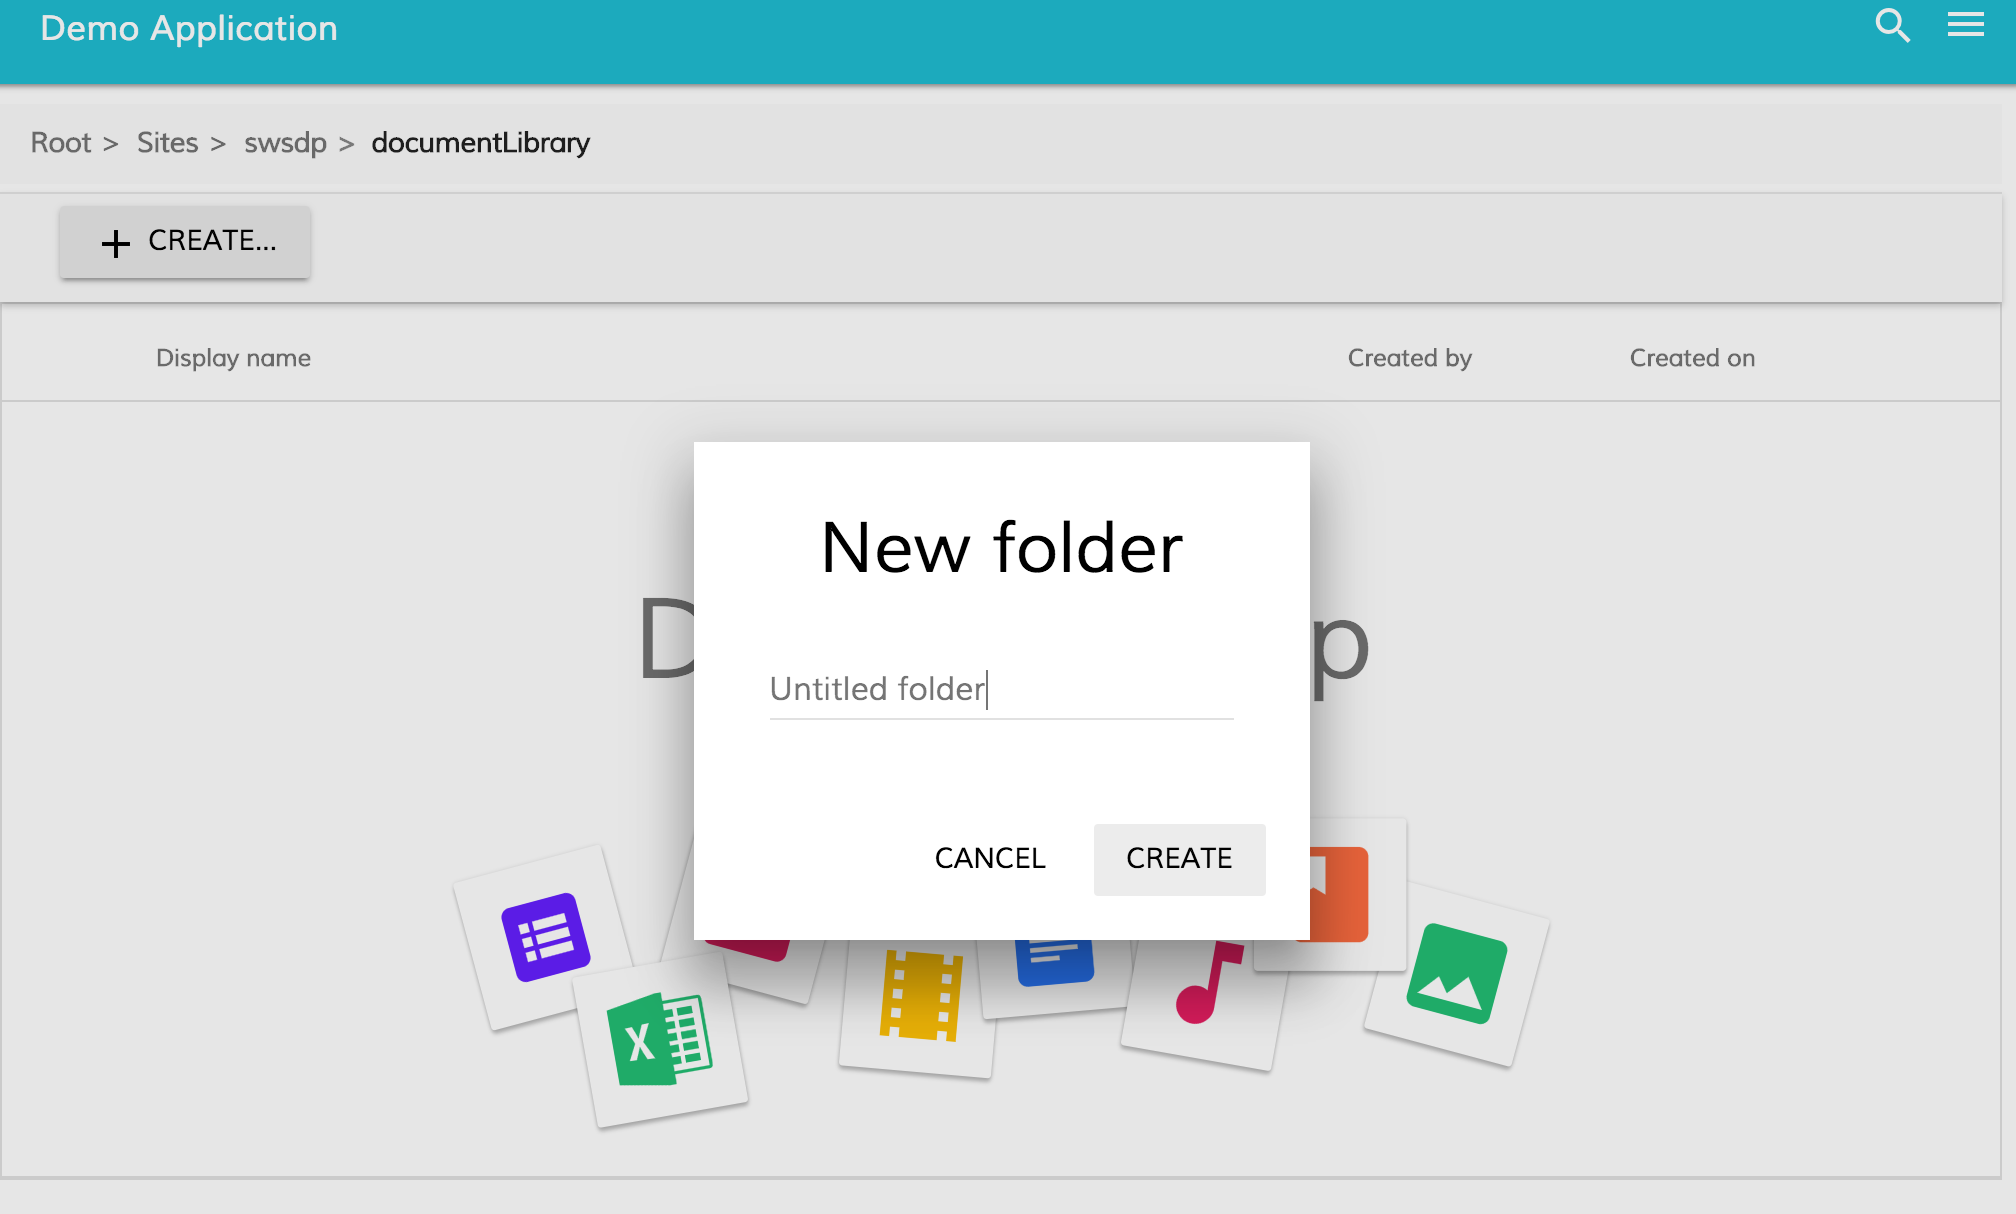 Demo Application
Root > Sites > swsdp > documentLibrary
+ CREATE...
Display name Created by Created on
New folder
Untitled folder
CANCEL CREATE
X